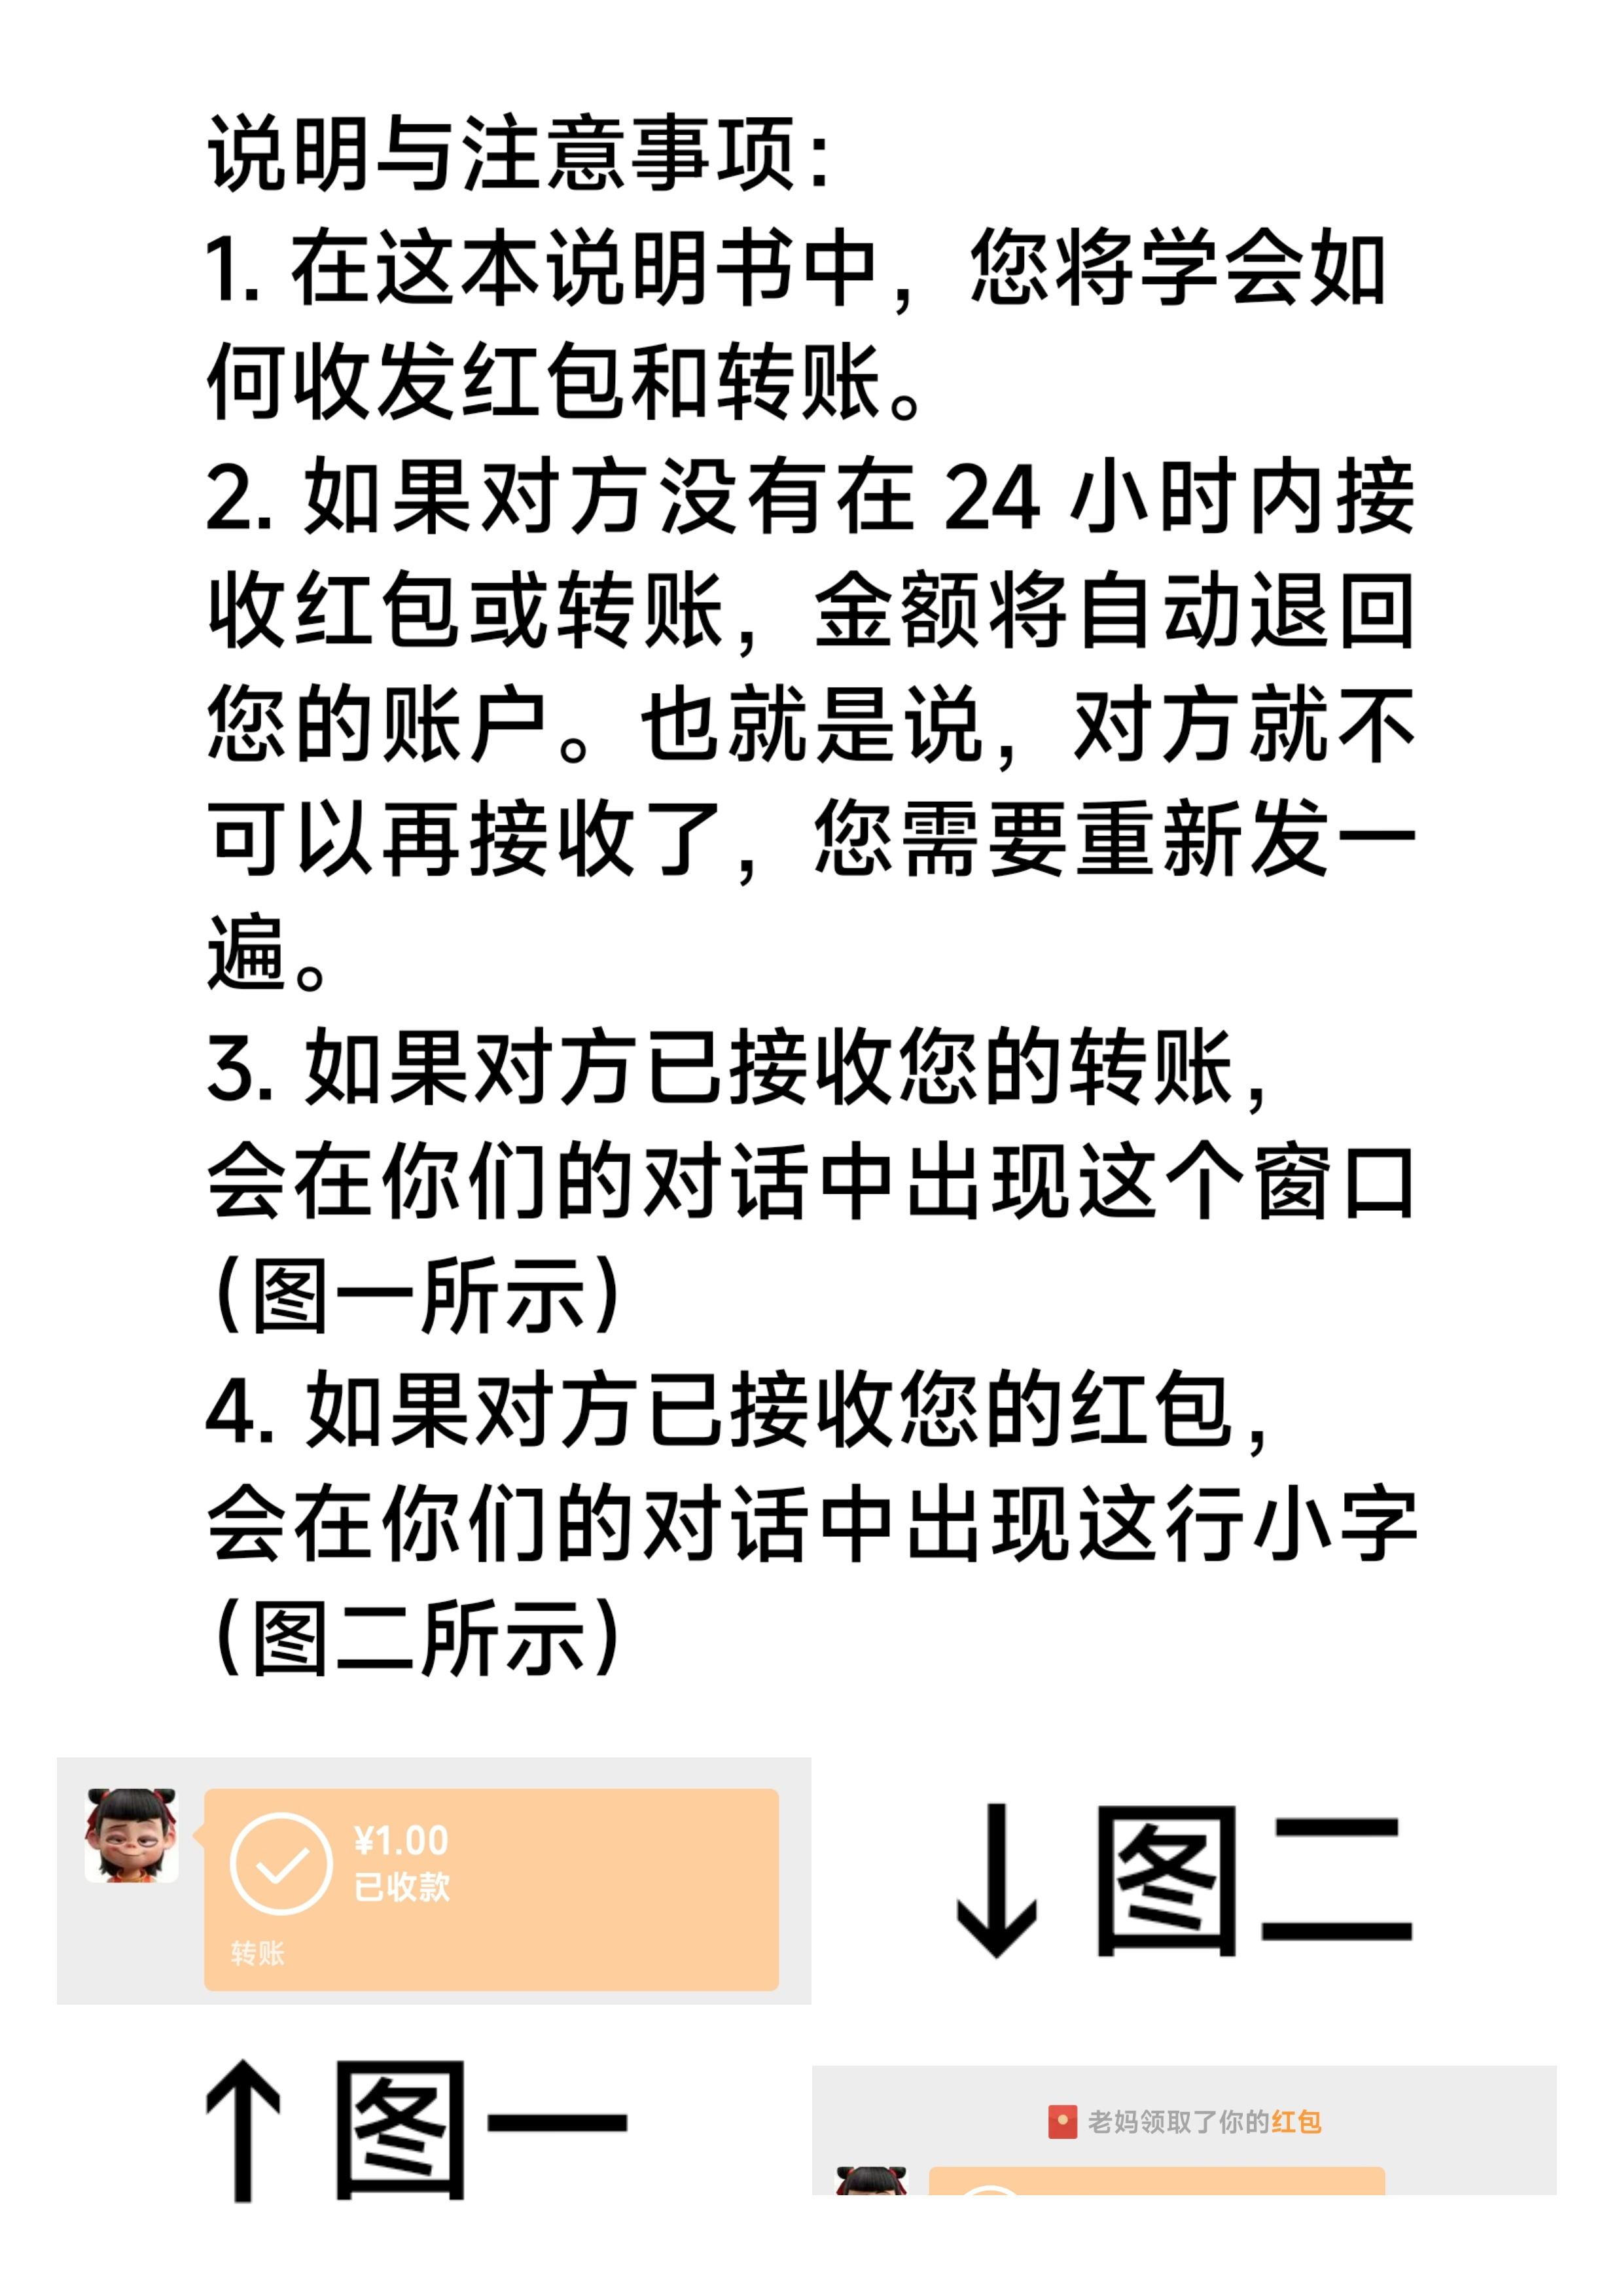 说明与注意事项：
1. 在这本说明书中，您将学会如
何收发红包和转账。
2. 如果对方没有在 24 小时内接
收红包或转账，金额将自动退回
您的账户。也就是说，对方就不
可以再接收了，您需要重新发一
遍。
3. 如果对方已接收您的转账，
会在你们的对话中出现这个窗口
（图一所示）
4. 如果对方已接收您的红包，
会在你们的对话中出现这行小字
（图二所示）
¥1.00
已收款
转账
↑图一
↓图二
老妈领取了你的红包